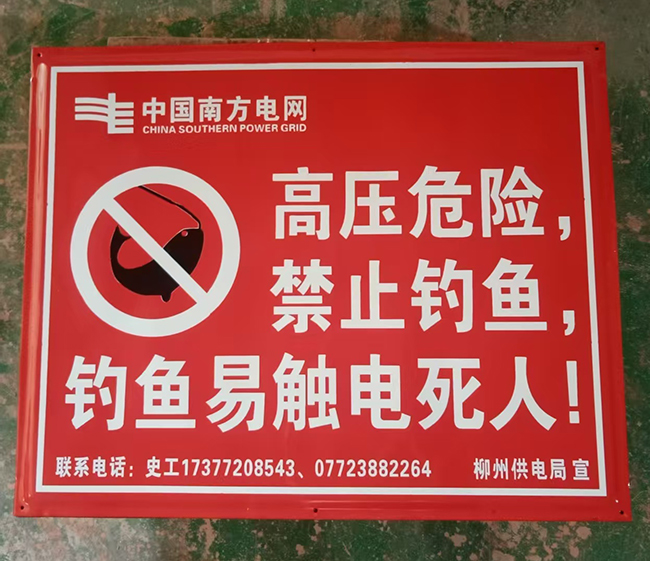 中国南方电网
CHINA SOUTHERN POWER GRID
高压危险，
禁止钓鱼，
钓鱼易触电死人！
联系电话：史工17377208543、07723882264 柳州供电局 宣